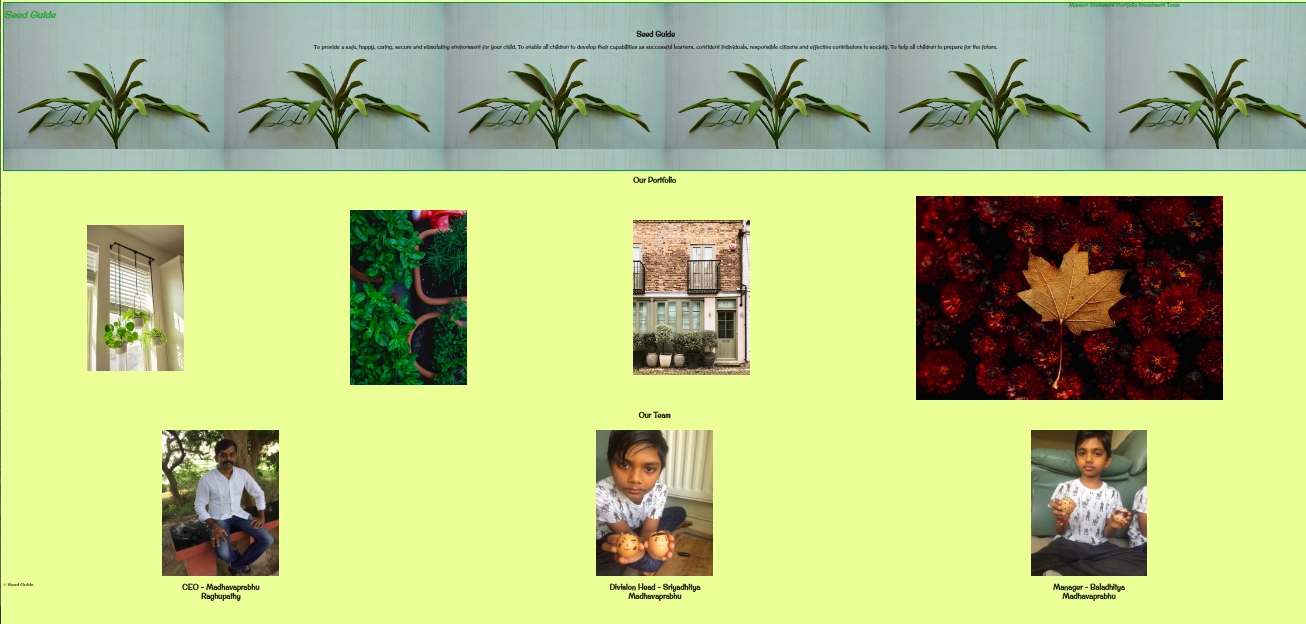 Seed Guide
Mission Statement Portfolio Investment Team
Seed Guide
To provide a safe, happy, caring, secure and stimulating environment for your child. To enable all children to develop their capabilities as successful learners, confident individuals, responsible citizens and effective contributors to society. To help all children to prepare for the future.
Our Portfolio
Our Team
CEO - Madhavaprabhu
Raghupathy
Division Head - Sriyadhitya
Madhavaprabhu
Manager - Baladhitya
Madhavaprabhu
© Seed Guide